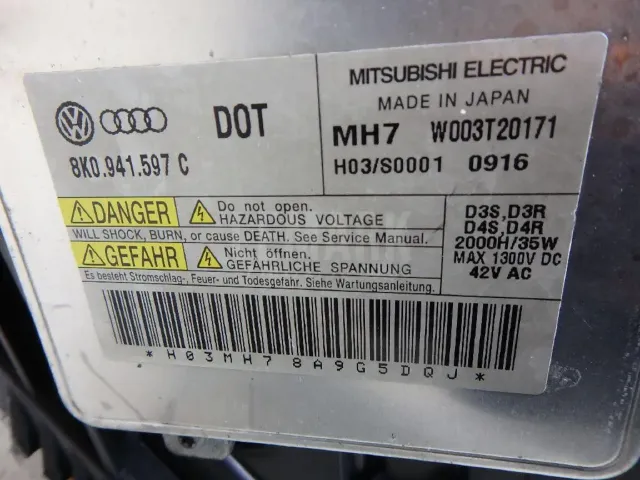 MITSUBISHI ELECTRIC
MADE IN JAPAN
DOT
MH7 W003T20171
8K0.941.597 C
H03/S0001 0916
DANGER
Do not open.
HAZARDOUS VOLTAGE
WILL SHOCK, BURN, or cause DEATH. See Service Manual.
GEFAHR
Nicht öffnen.
GEFÄHRLICHE SPANNUNG
Es besteht Stromschlag-, Feuer- und Todesgefahr. Siehe Wartungsanleitung.
D3S,D3R
D4S,D4R
2000H/35W
MAX 1300V DC
42V AC
*H03MH78A9G5DQJ*